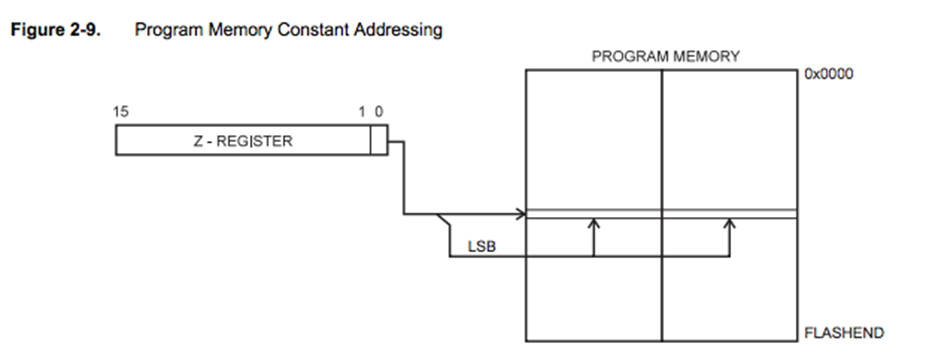 Figure 2-9. Program Memory Constant Addressing
PROGRAM MEMORY
0x0000
15 1 0
Z - REGISTER
LSB
FLASHEND